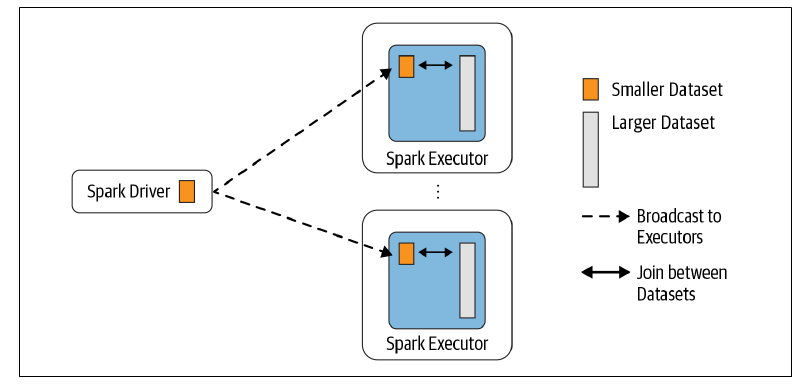 Spark Driver
Spark Executor
⋮
Spark Executor
Smaller Dataset
Larger Dataset
Broadcast to
Executors
Join between
Datasets